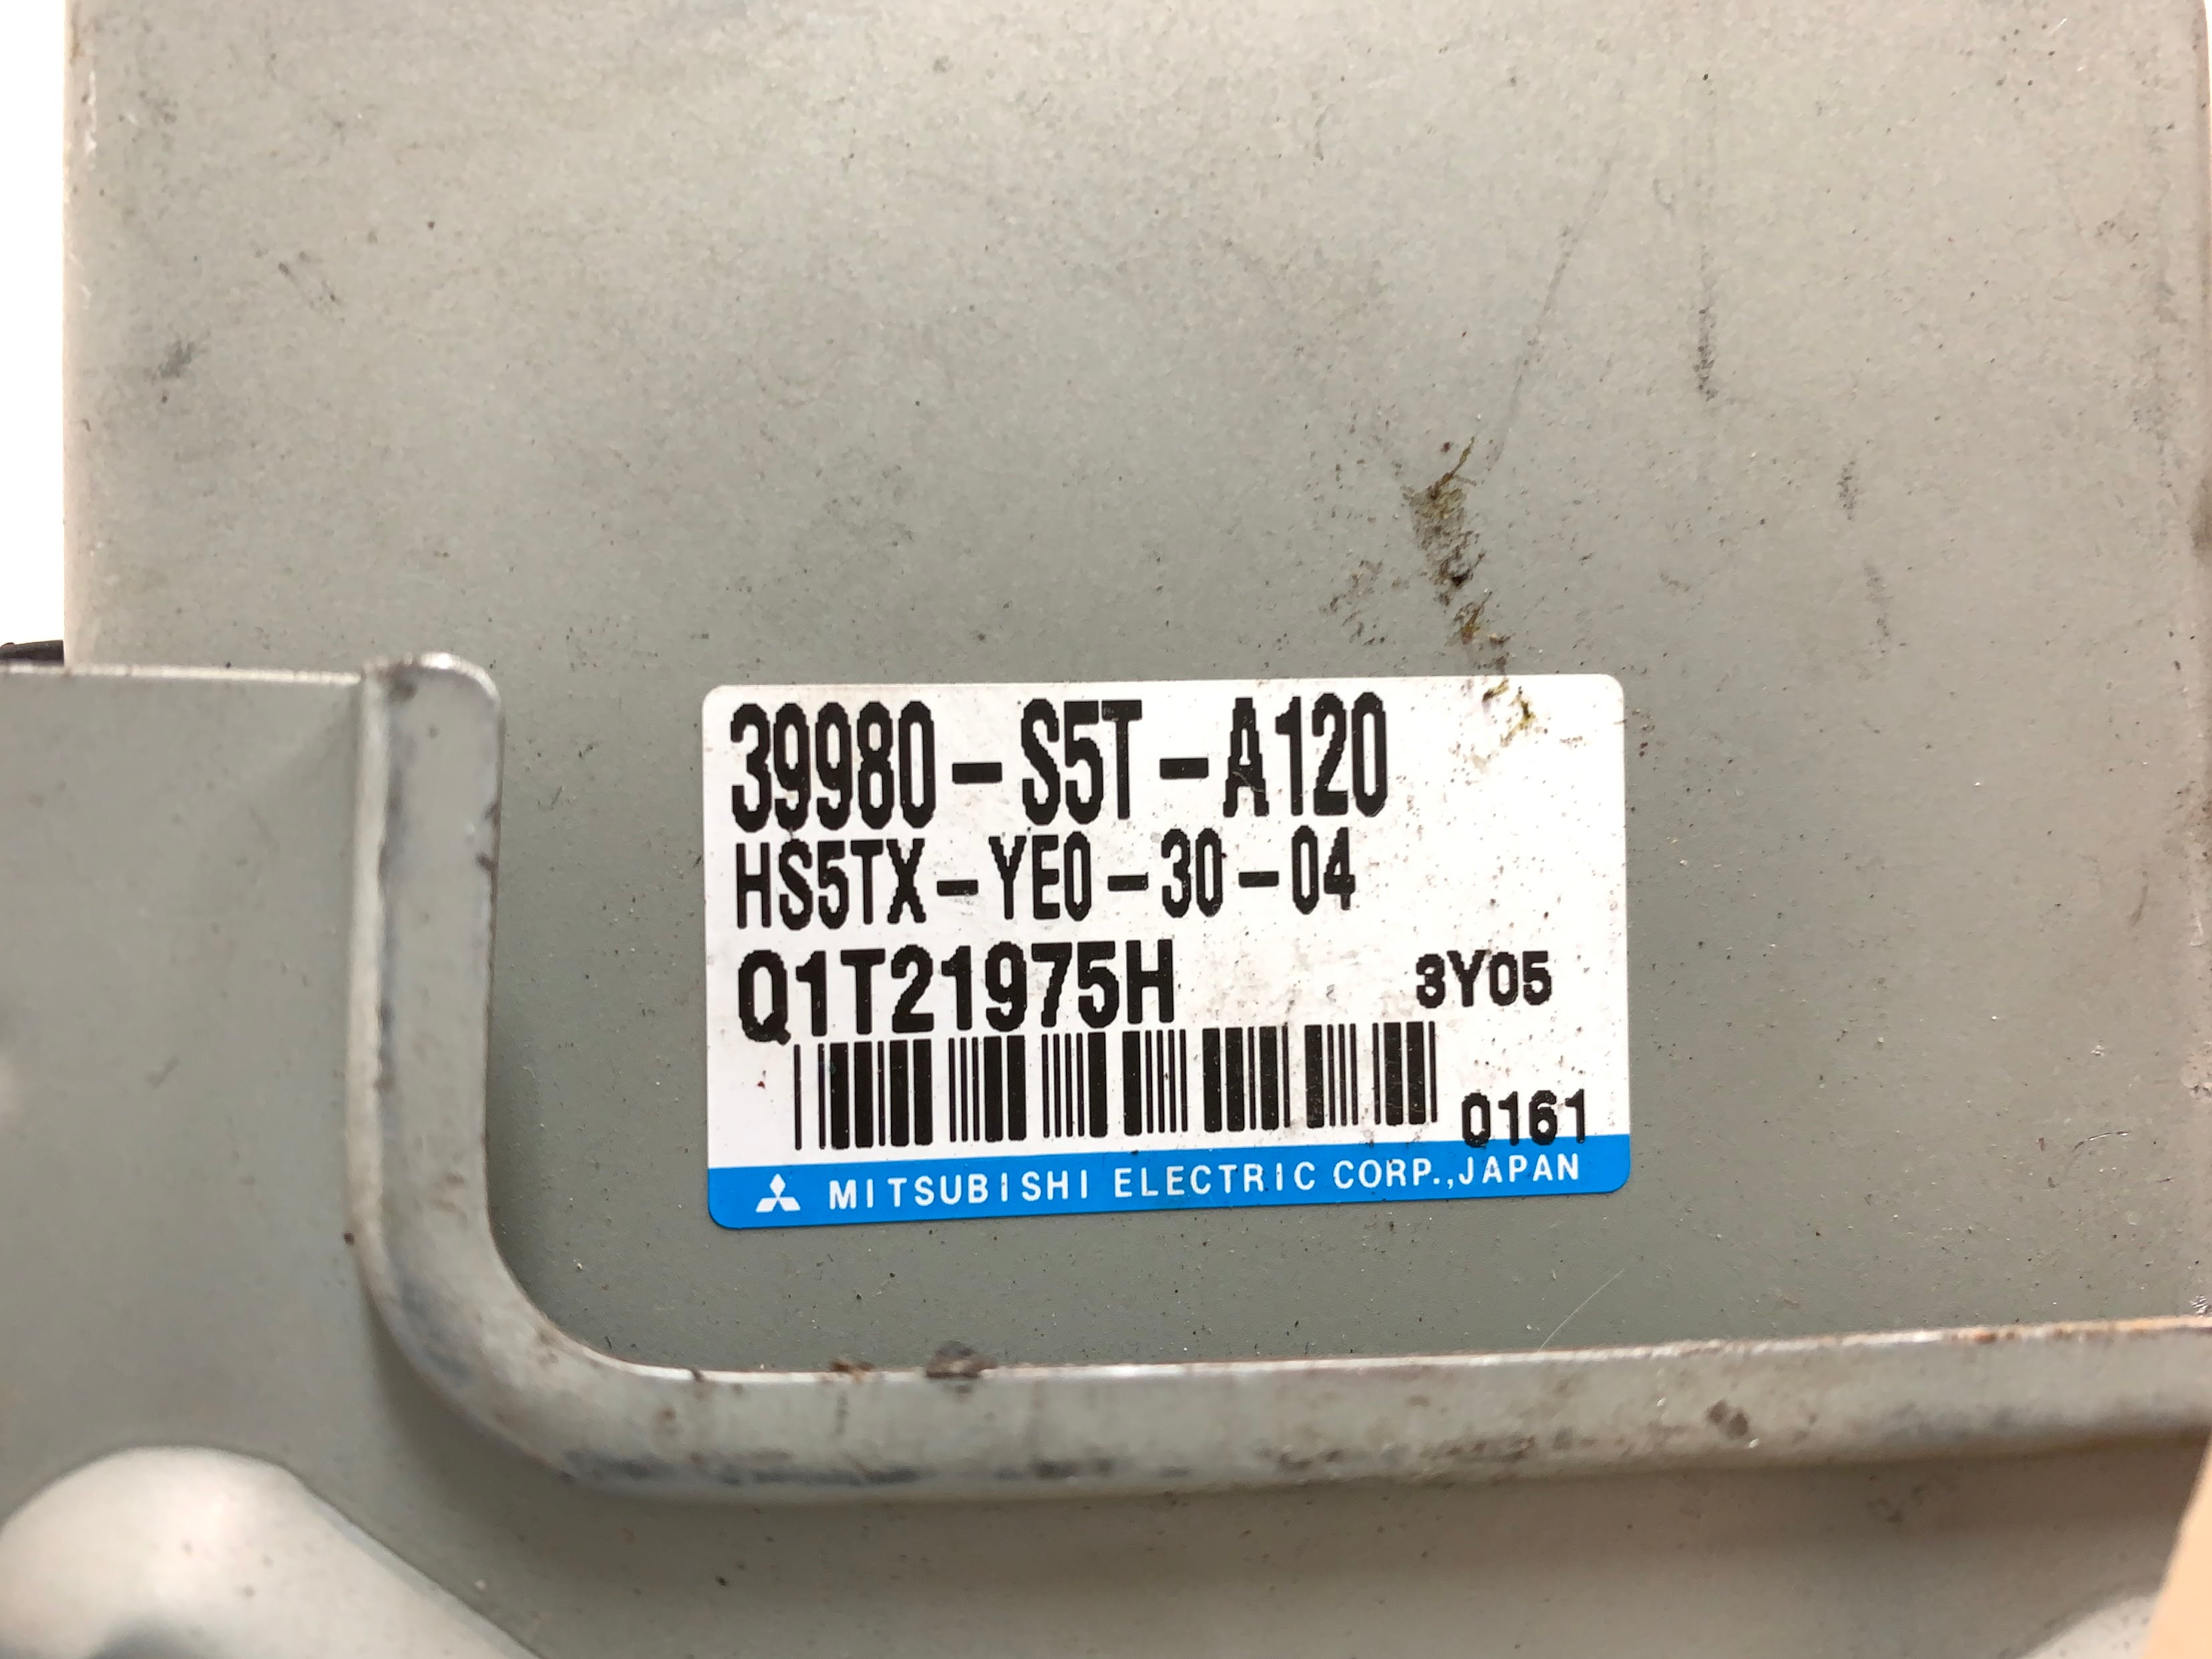 39980-S5T-A120
HS5TX-YE0-30-04
Q1T21975H 3Y05
0161
MITSUBISHI ELECTRIC CORP.,JAPAN